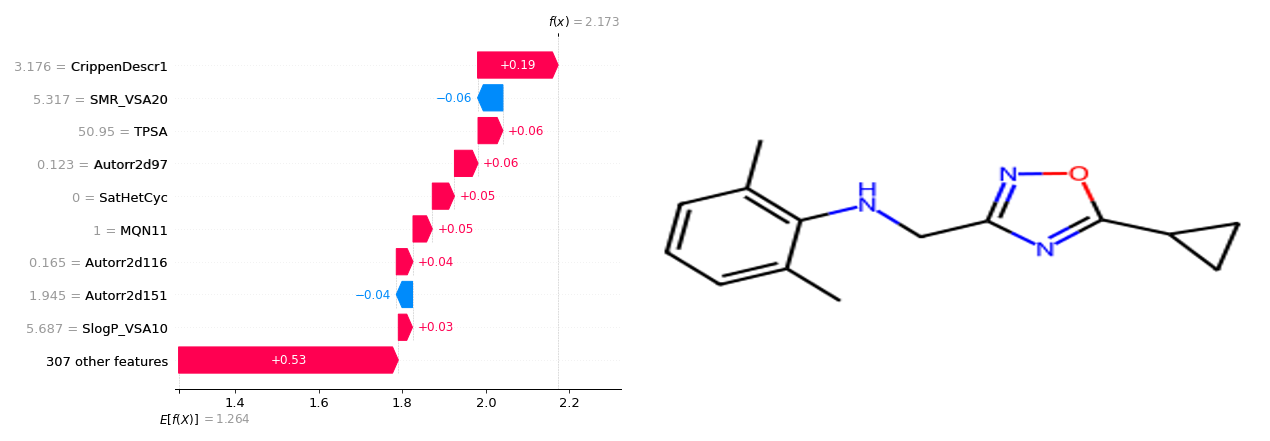 f(x) = 2.173
3.176 = CrippenDescr1 +0.19
5.317 = SMR_VSA20 −0.06
50.95 = TPSA +0.06
0.123 = Autorr2d97 +0.06
0 = SatHetCyc +0.05
1 = MQN11 +0.05
0.165 = Autorr2d116 +0.04
1.945 = Autorr2d151 −0.04
5.687 = SlogP_VSA10 +0.03
307 other features +0.53
1.4 1.6 1.8 2.0 2.2
E[f(X)] = 1.264
H
N
N
O
N